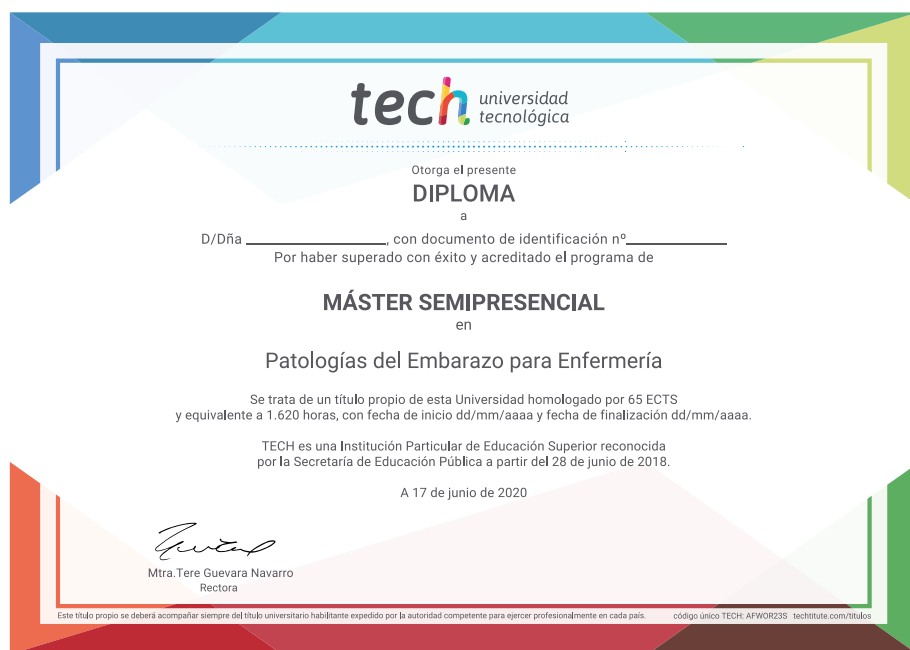 tech universidad
tecnológica
Otorga el presente
DIPLOMA
a
D/Dña ________________, con documento de identificación nº____________
Por haber superado con éxito y acreditado el programa de
MÁSTER SEMIPRESENCIAL
en
Patologías del Embarazo para Enfermería
Se trata de un título propio de esta Universidad homologado por 65 ECTS
y equivalente a 1.620 horas, con fecha de inicio dd/mm/aaaa y fecha de finalización dd/mm/aaaa.
TECH es una Institución Particular de Educación Superior reconocida
por la Secretaría de Educación Pública a partir del 28 de junio de 2018.
A 17 de junio de 2020
Mtra.Tere Guevara Navarro
Rectora
Este título propio se deberá acompañar siempre del título universitario habilitante expedido por la autoridad competente para ejercer profesionalmente en cada país. código único TECH: AFWOR23S techtitute.com/titulos